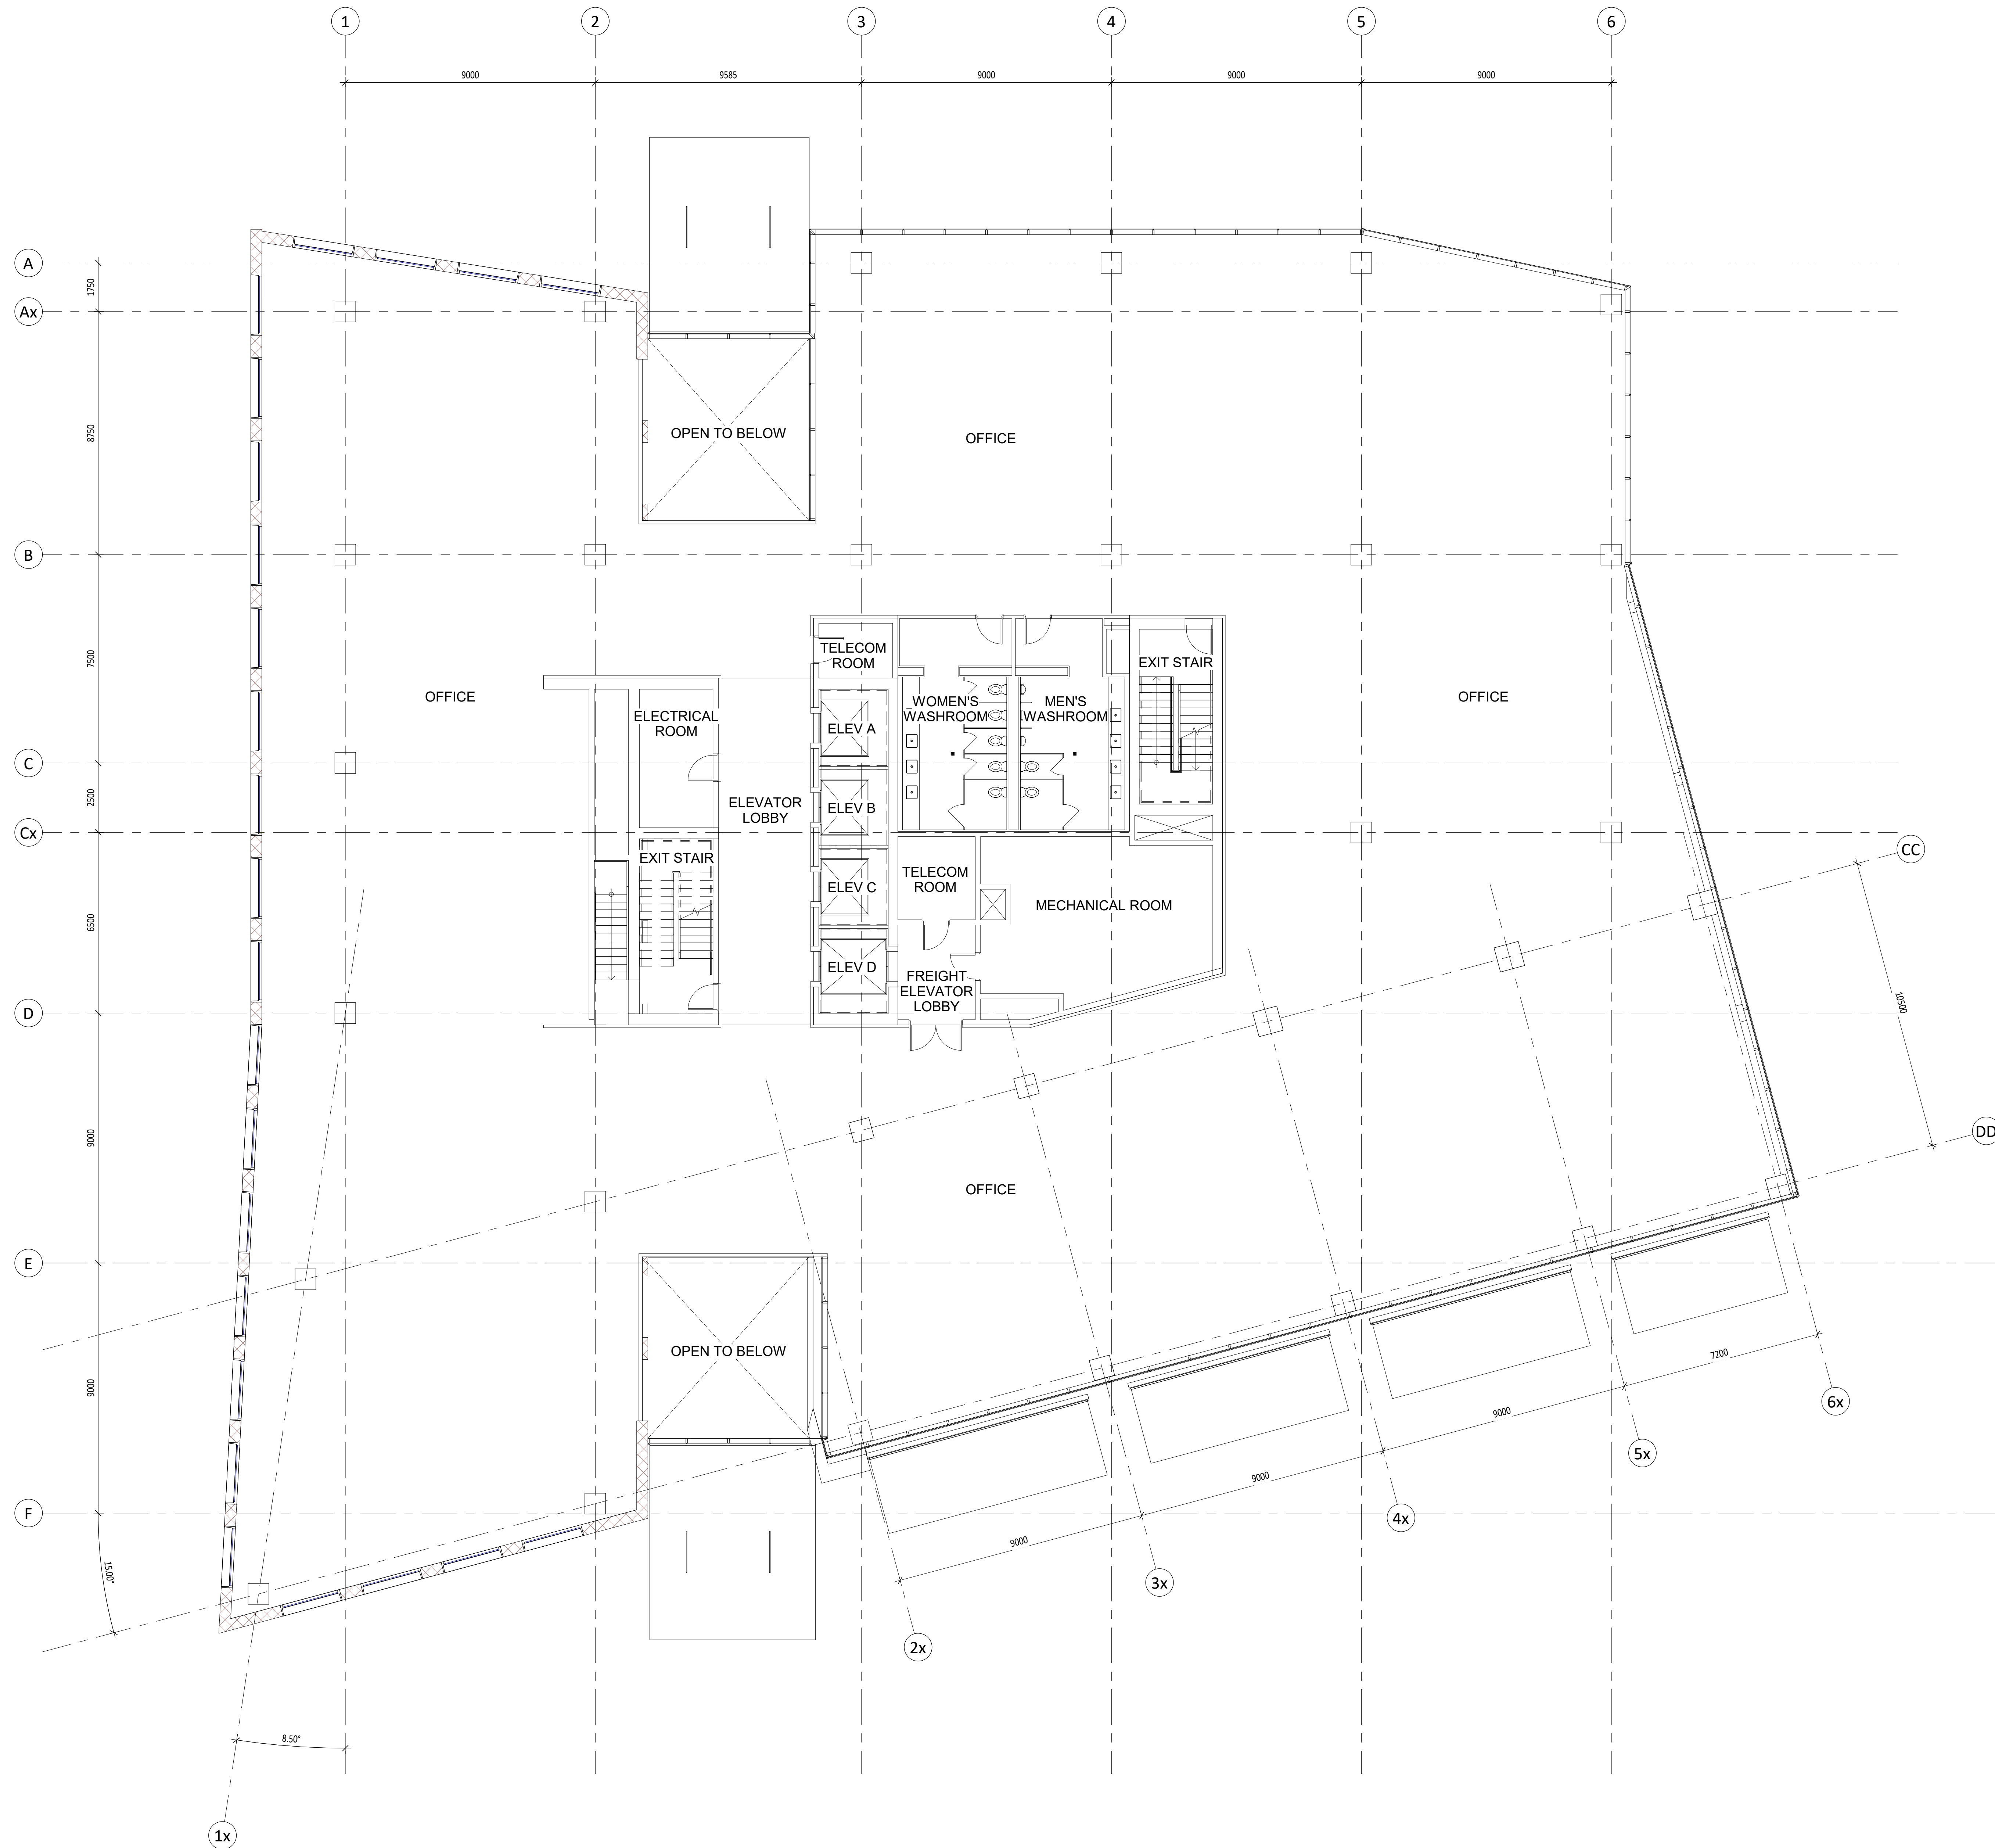 1
2
3
4
5
6
9000
9585
9000
9000
9000
A
1750
Ax
8750
OPEN TO BELOW
OFFICE
B
7500
TELECOM
ROOM
EXIT STAIR
OFFICE
ELECTRICAL
ROOM
WOMEN'S
WASHROOM
MEN'S
WASHROOM
OFFICE
ELEV A
C
2500
ELEVATOR
LOBBY
ELEV B
Cx
EXIT STAIR
ELEV C
TELECOM
ROOM
MECHANICAL ROOM
CC
6500
ELEV D
FREIGHT
ELEVATOR
LOBBY
10500
D
9000
OFFICE
DD
E
OPEN TO BELOW
9000
7200
6x
9000
5x
9000
4x
F
9000
3x
15.00°
2x
8.50°
1x